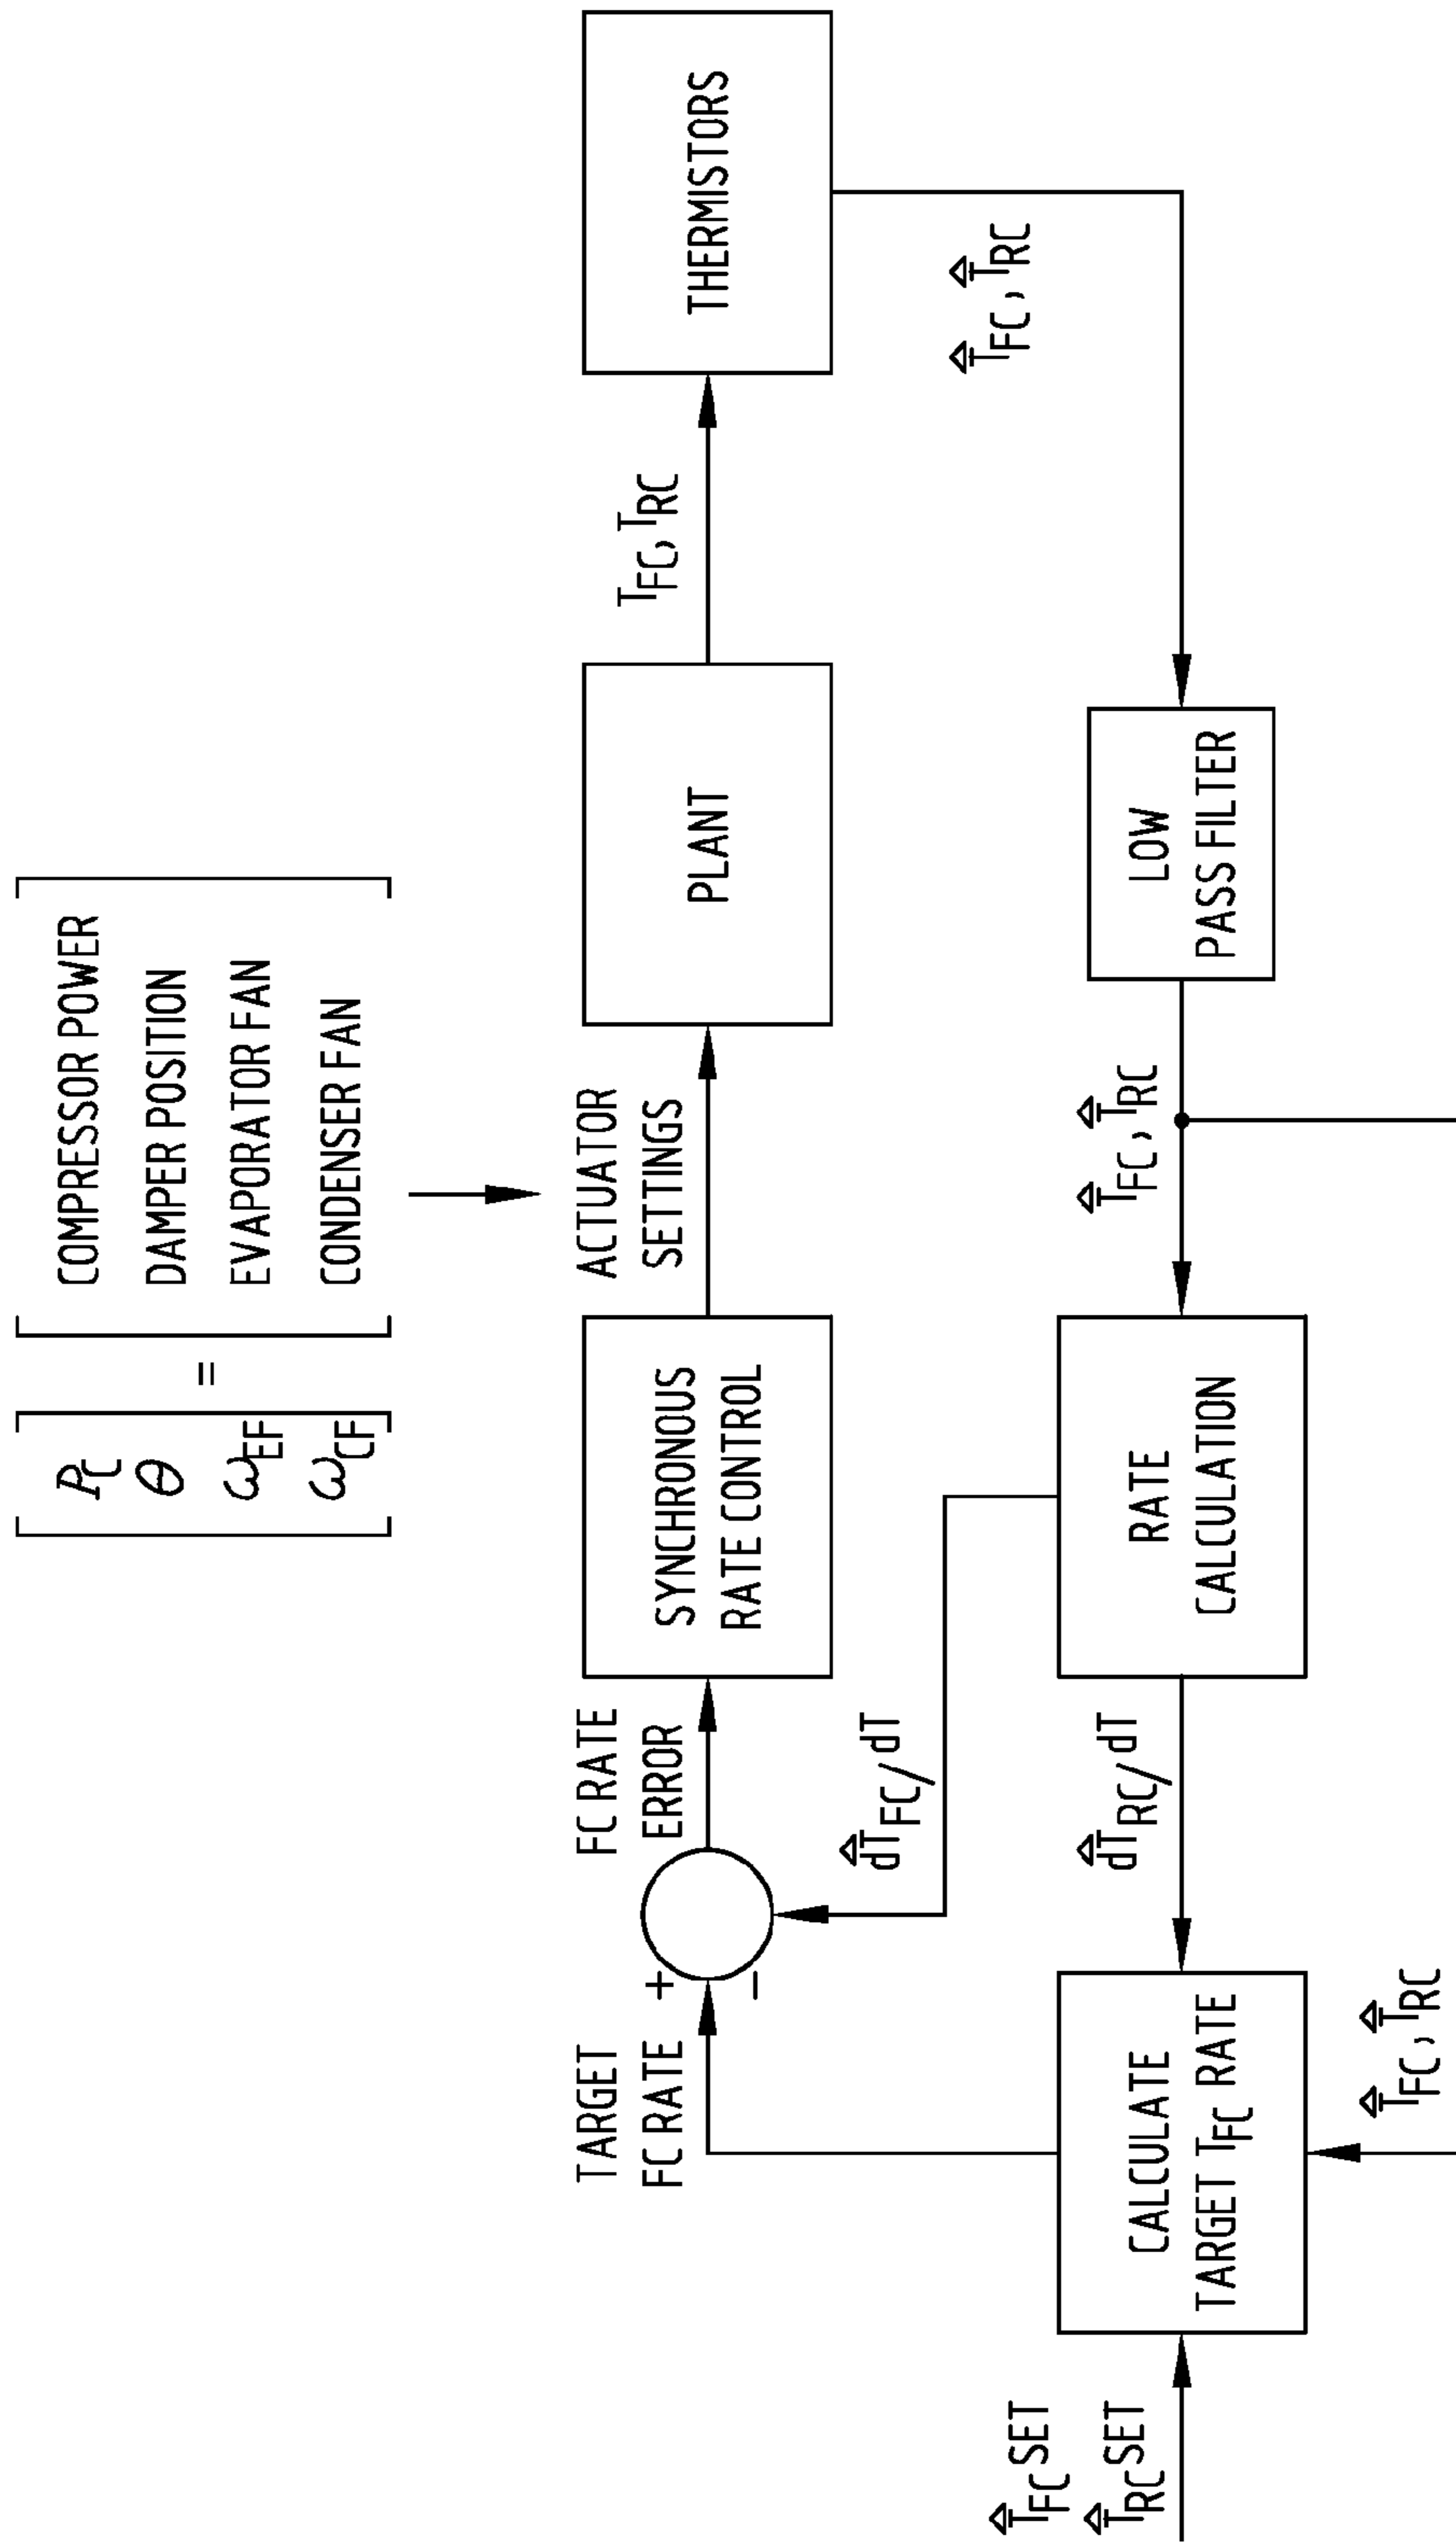 P_C = COMPRESSOR POWER
θ DAMPER POSITION
ω_EF EVAPORATOR FAN
ω_CF CONDENSER FAN
TARGET
FC RATE
+
−
FC RATE
ERROR
SYNCHRONOUS
RATE CONTROL
ACTUATOR
SETTINGS
PLANT
T_FC, T_RC
THERMISTORS
T̂_FC, T̂_RC
LOW
PASS FILTER
T̂_FC, T̂_RC
RATE
CALCULATION
dT̂_FC/dT
dT̂_RC/dT
CALCULATE
TARGET T_FC RATE
T̂_FC SET
T̂_RC SET
T̂_FC, T̂_RC